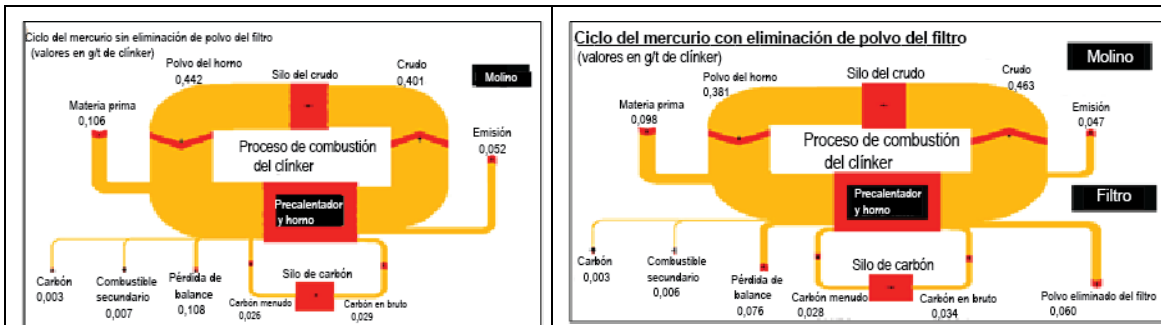 Ciclo del mercurio sin eliminación de polvo del filtro
(valores en g/t de clínker)
Polvo del horno
0,442
Silo del crudo
Crudo
0,401
Molino
Materia prima
0,106
Emisión
0,052
Proceso de combustión
del clínker
Precalentador
y horno
Carbón
0,003
Combustible
secundario
0,007
Pérdida de
balance
0,108
Silo de carbón
Carbón menudo
0,026
Carbón en bruto
0,029
Ciclo del mercurio con eliminación de polvo del filtro
(valores en g/t de clínker)
Molino
Polvo del horno
0,381
Silo del crudo
Crudo
0,463
Materia prima
0,098
Emisión
0,047
Proceso de combustión
del clínker
Precalentador
y horno
Filtro
Carbón
0,003
Combustible
secundario
0,006
Pérdida de
balance
0,076
Silo de carbón
Carbón menudo
0,028
Carbón en bruto
0,034
Polvo eliminado del filtro
0,060